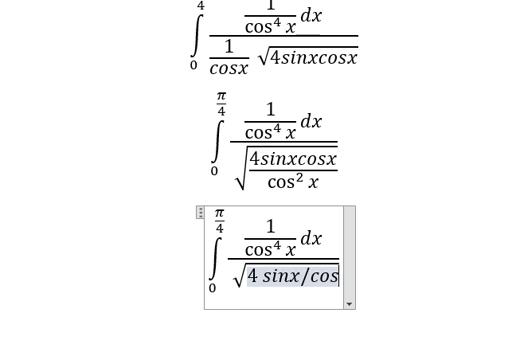 ∫₀^4 (1/cos⁴ x dx)/(1/cosx √(4sinxcosx))
∫₀^(π/4) (1/cos⁴ x dx)/√(4sinxcosx/cos² x)
∫₀^(π/4) (1/cos⁴ x dx)/√(4 sinx/cos)